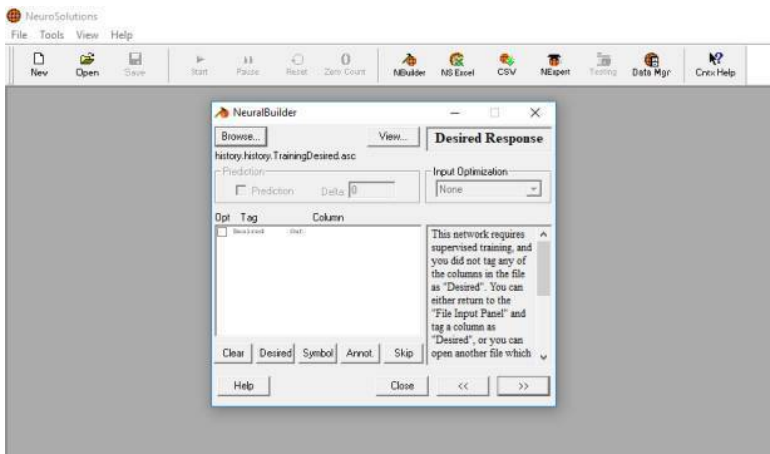 NeuroSolutions
File Tools View Help
New Open Save Start Pause Reset Zero Count NBuilder NS Excel CSV NExpert Testing Data Mgr Cntx Help
NeuralBuilder
Browse... View... Desired Response
history.history.TrainingDesired.asc
Prediction Input Optimization
Prediction Delta: 0 None
Opt Tag Column
Desired Out
This network requires
supervised training, and
you did not tag any of
the columns in the file
as "Desired". You can
either return to the
"File Input Panel" and
tag a column as
"Desired", or you can
open another file which
Clear Desired Symbol Annot. Skip
Help Close << >>